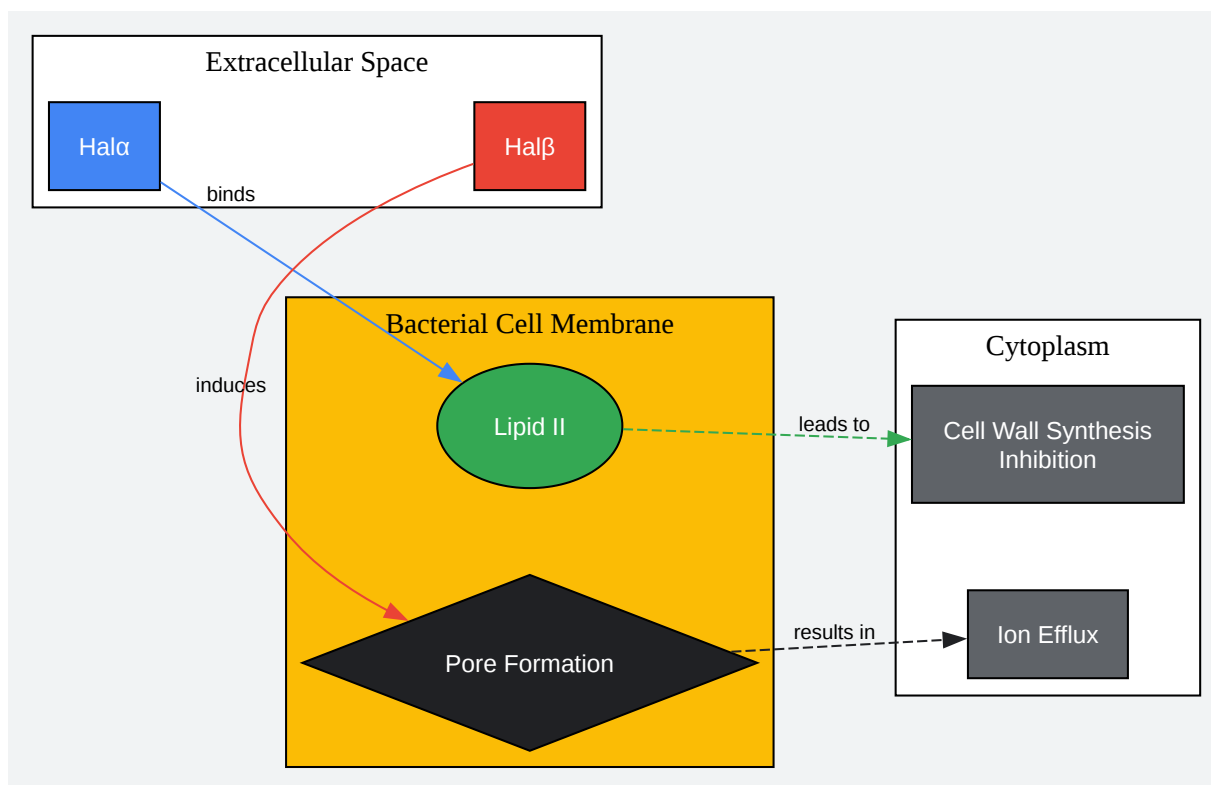 Extracellular Space
Halα
Halβ
binds
Bacterial Cell Membrane
Cytoplasm
induces
Lipid II
leads to
Cell Wall Synthesis
Inhibition
Pore Formation
results in
Ion Efflux